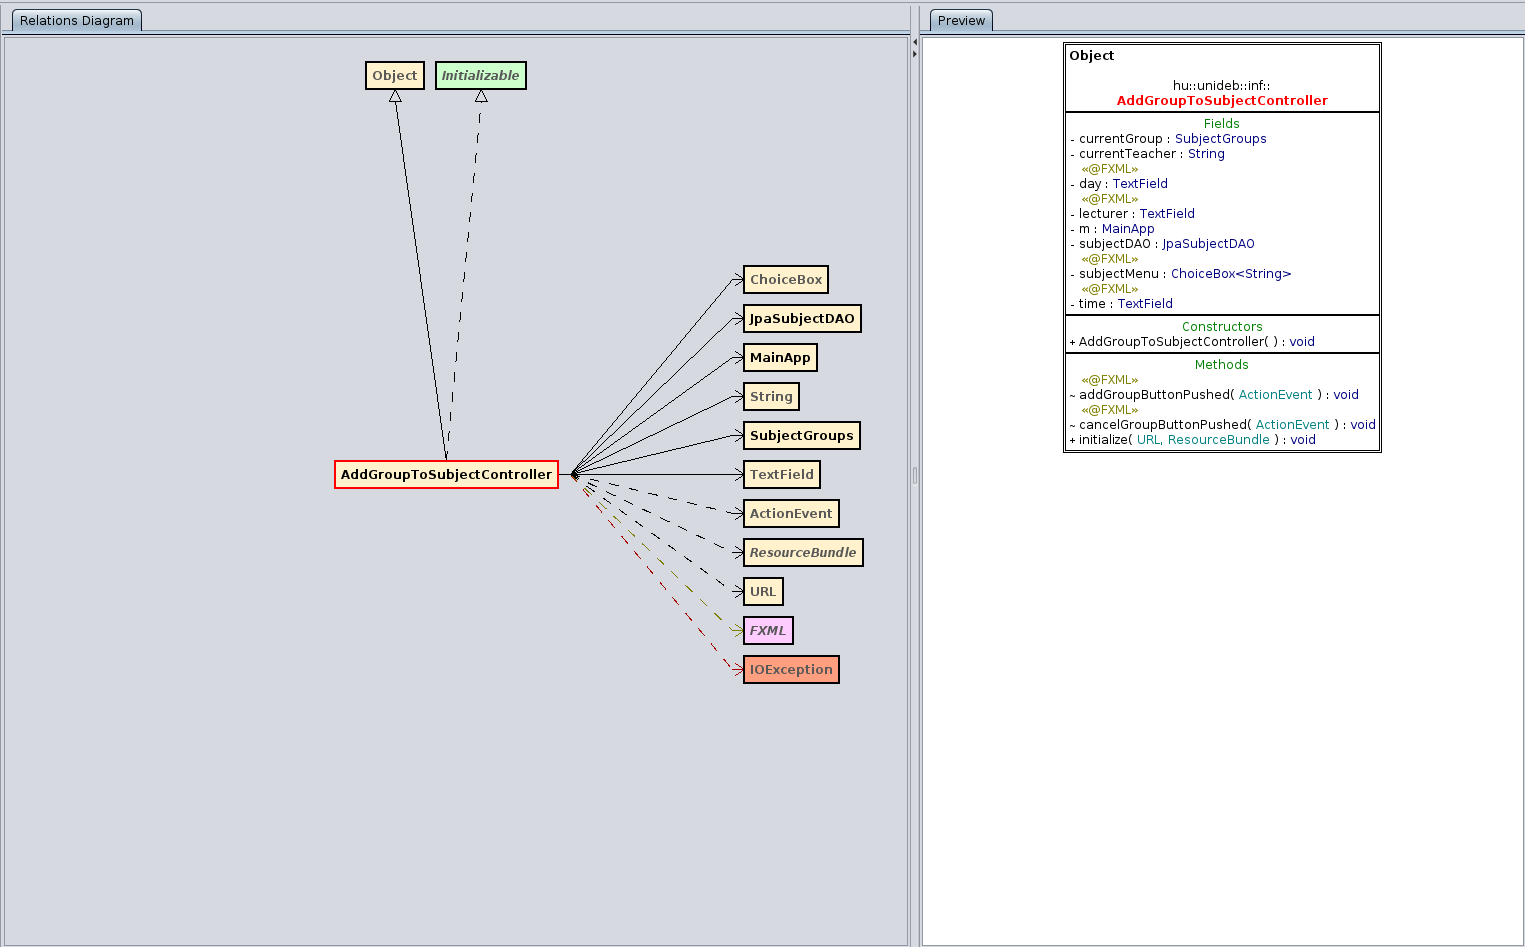 Relations Diagram
Object
Initializable
ChoiceBox
JpaSubjectDAO
MainApp
String
SubjectGroups
AddGroupToSubjectController
TextField
ActionEvent
ResourceBundle
URL
FXML
IOException
Preview
Object
hu::unideb::inf::
AddGroupToSubjectController
Fields
- currentGroup : SubjectGroups
- currentTeacher : String
«@FXML»
- day : TextField
«@FXML»
- lecturer : TextField
- m : MainApp
- subjectDAO : JpaSubjectDAO
«@FXML»
- subjectMenu : ChoiceBox<String>
«@FXML»
- time : TextField
Constructors
+ AddGroupToSubjectController( ) : void
Methods
«@FXML»
~ addGroupButtonPushed( ActionEvent ) : void
«@FXML»
~ cancelGroupButtonPushed( ActionEvent ) : void
+ initialize( URL, ResourceBundle ) : void